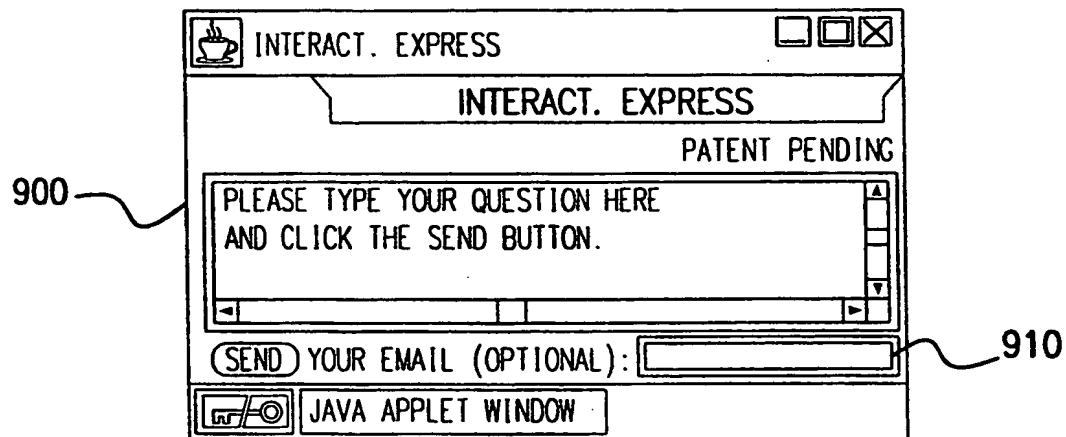 INTERACT. EXPRESS
INTERACT. EXPRESS
PATENT PENDING
900
PLEASE TYPE YOUR QUESTION HERE
AND CLICK THE SEND BUTTON.
SEND YOUR EMAIL (OPTIONAL):
910
JAVA APPLET WINDOW